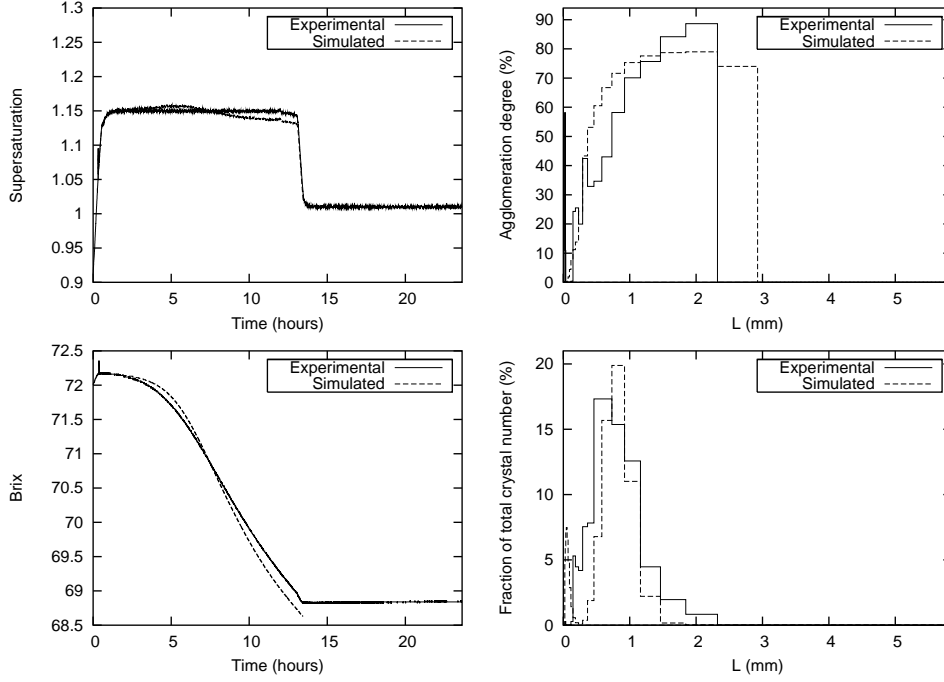 Supersaturation
1.3
1.25
1.2
1.15
1.1
1.05
1
0.95
0.9
0 5 10 15 20
Time (hours)
Experimental
Simulated
Agglomeration degree (%)
90
80
70
60
50
40
30
20
10
0
0 1 2 3 4 5
L (mm)
Experimental
Simulated
Brix
72.5
72
71.5
71
70.5
70
69.5
69
68.5
0 5 10 15 20
Time (hours)
Experimental
Simulated
Fraction of total crystal number (%)
20
15
10
5
0
0 1 2 3 4 5
L (mm)
Experimental
Simulated